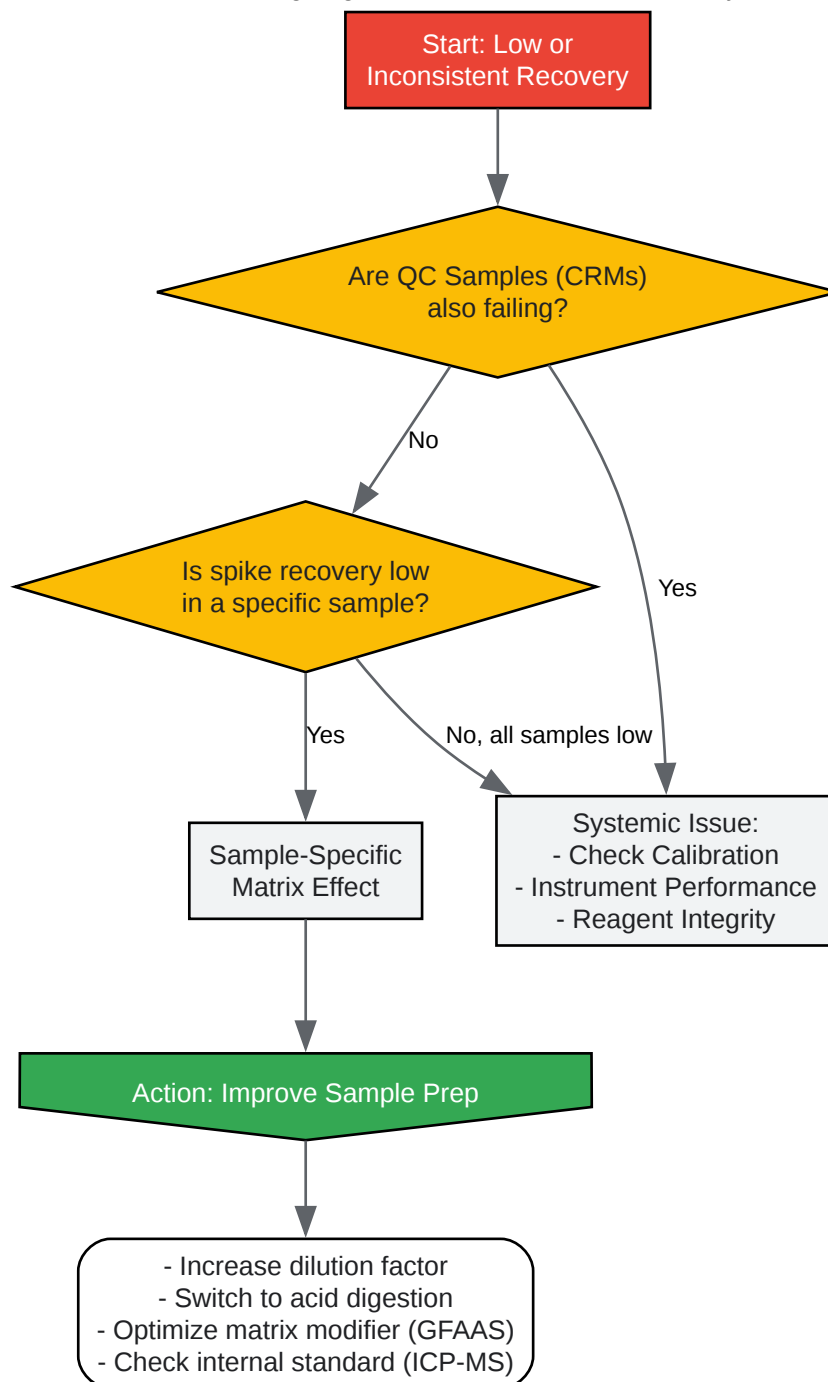 Start: Low or
Inconsistent Recovery
Are QC Samples (CRMs)
also failing?
No
Yes
Is spike recovery low
in a specific sample?
Yes
No, all samples low
Sample-Specific
Matrix Effect
Systemic Issue:
- Check Calibration
- Instrument Performance
- Reagent Integrity
Action: Improve Sample Prep
- Increase dilution factor
- Switch to acid digestion
- Optimize matrix modifier (GFAAS)
- Check internal standard (ICP-MS)